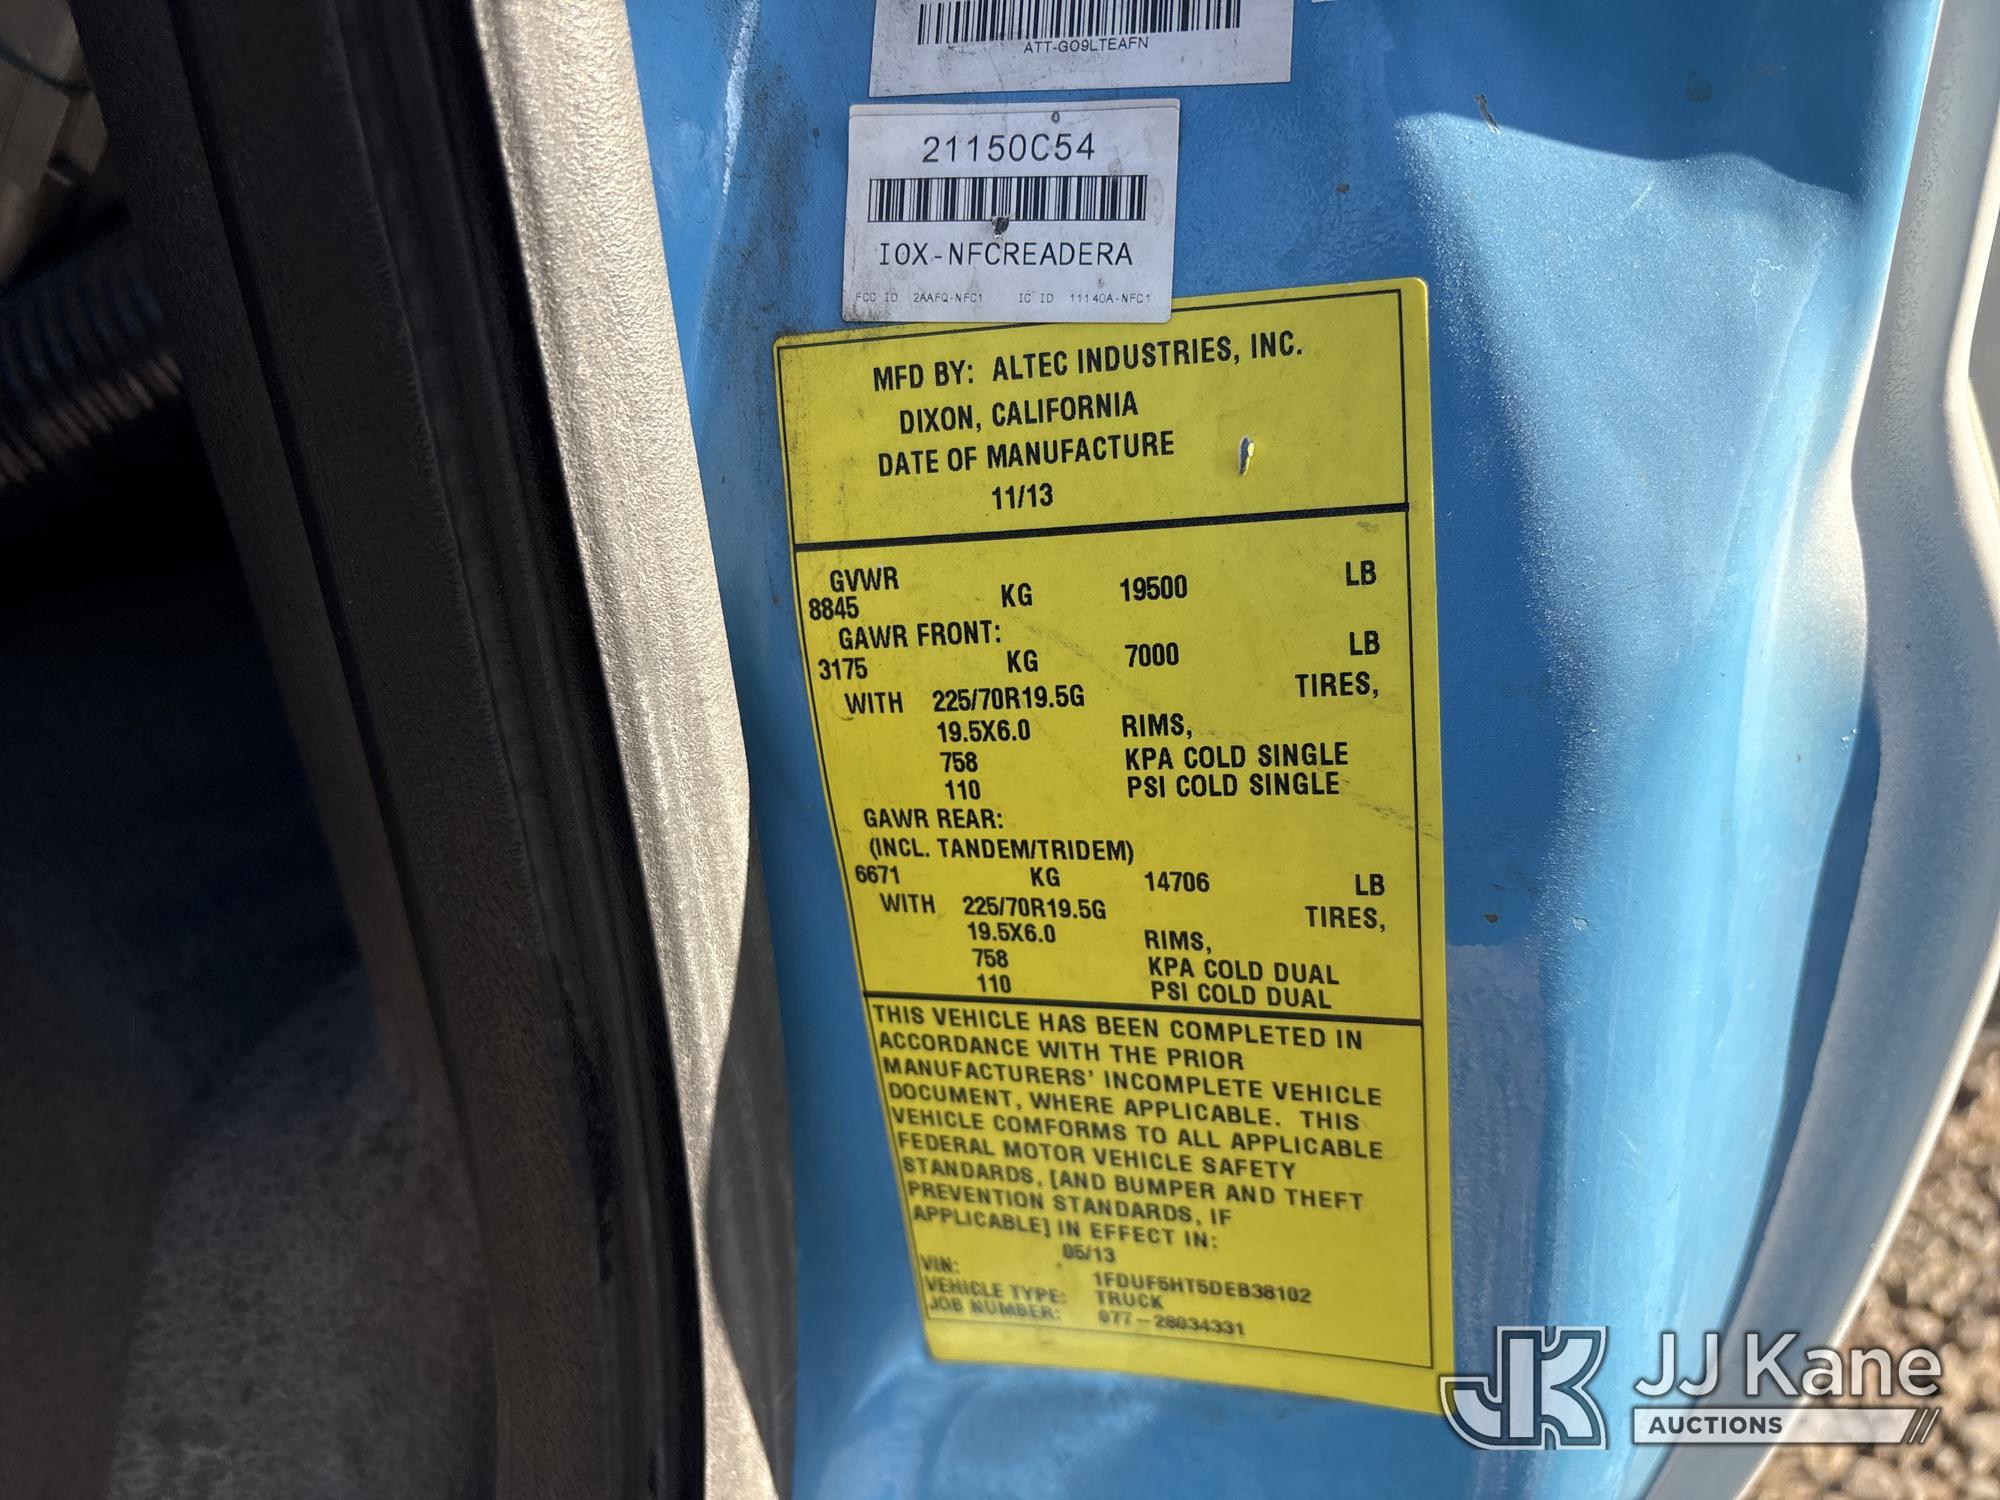 ATT-GO9LTEAFN
21150C54
IOX-NFCREADERA
FCC ID 2AAFQ-NFC1 IC ID 11140A-NFC1
MFD BY: ALTEC INDUSTRIES, INC.
DIXON, CALIFORNIA
DATE OF MANUFACTURE
11/13
GVWR
8845 KG 19500 LB
GAWR FRONT:
3175 KG 7000 LB
WITH 225/70R19.5G TIRES,
19.5X6.0 RIMS,
758 KPA COLD SINGLE
110 PSI COLD SINGLE
GAWR REAR:
(INCL. TANDEM/TRIDEM)
6671 KG 14706 LB
WITH 225/70R19.5G TIRES,
19.5X6.0 RIMS,
758 KPA COLD DUAL
110 PSI COLD DUAL
THIS VEHICLE HAS BEEN COMPLETED IN
ACCORDANCE WITH THE PRIOR
MANUFACTURERS' INCOMPLETE VEHICLE
DOCUMENT, WHERE APPLICABLE. THIS
VEHICLE COMFORMS TO ALL APPLICABLE
FEDERAL MOTOR VEHICLE SAFETY
STANDARDS, [AND BUMPER AND THEFT
PREVENTION STANDARDS, IF
APPLICABLE] IN EFFECT IN:
05/13
VIN: 1FDUF5HT5DEB38102
VEHICLE TYPE: TRUCK
JOB NUMBER: 077-28034331
JK JJ Kane
AUCTIONS